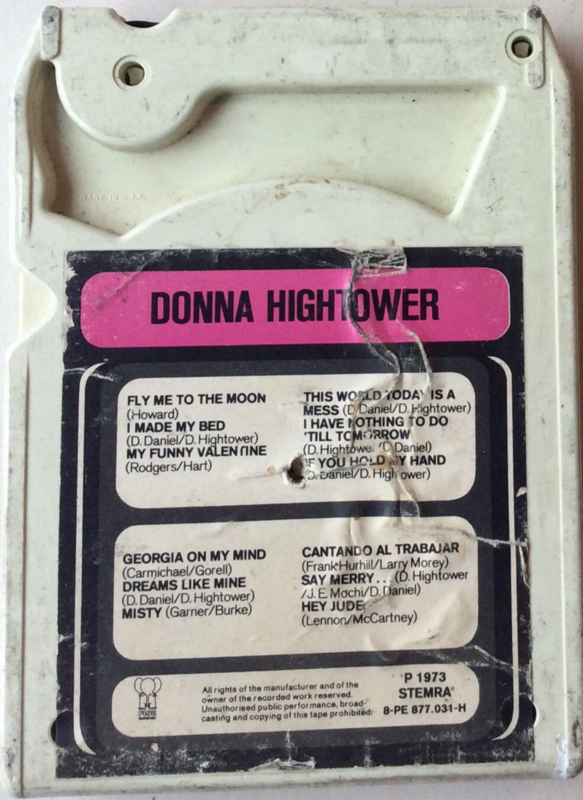 DONNA HIGHTOWER
FLY ME TO THE MOON
(Howard)
I MADE MY BED
(D. Daniel/D. Hightower)
MY FUNNY VALENTINE
(Rodgers/Hart)
THIS WORLD TODAY IS A
MESS (D. Daniel/D. Hightower)
I HAVE NOTHING TO DO
'TILL TOMORROW
(D. Hightower/D. Daniel)
IF YOU HOLD MY HAND
(D. Daniel/D. Hightower)
GEORGIA ON MY MIND
(Carmichael/Gorell)
DREAMS LIKE MINE
(D. Daniel/D. Hightower)
MISTY (Garner/Burke)
CANTANDO AL TRABAJAR
(Frank Hurhill/Larry Morey)
SAY MERRY... (D. Hightower
/J. E. Mochi/D. Daniel)
HEY JUDE
(Lennon/McCartney)
All rights of the manufacturer and of the
owner of the recorded work reserved.
Unauthorised public performance, broad-
casting and copying of this tape prohibited.
P 1973
STEMRA
8-PE 877.031-H